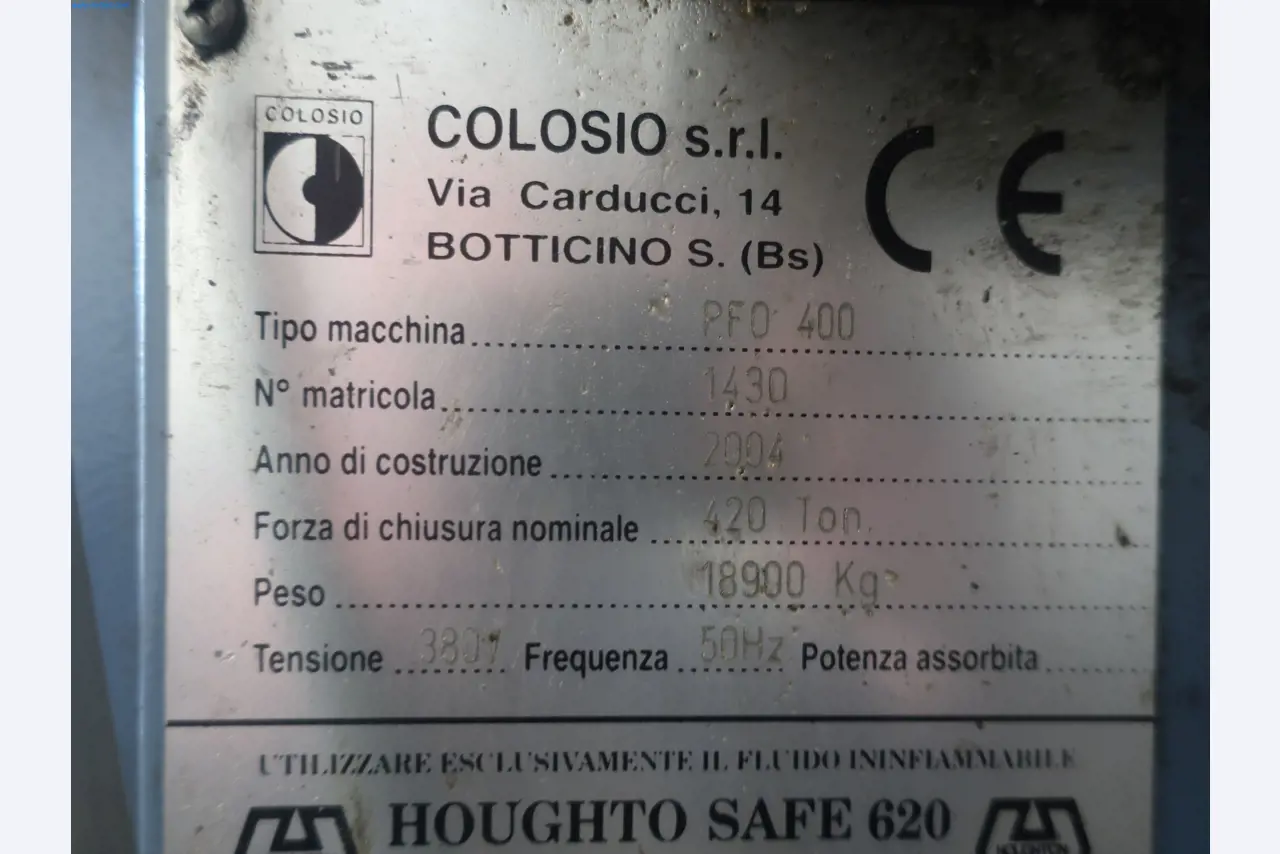 COLOSIO
COLOSIO s.r.l.
Via Carducci, 14
BOTTICINO S. (Bs)
CE
Tipo macchina PFO 400
N° matricola 1430
Anno di costruzione 2004
Forza di chiusura nominale 420 Ton.
Peso 18900 Kg
Tensione 380V Frequenza 50Hz Potenza assorbita
UTILIZZARE ESCLUSIVAMENTE IL FLUIDO ININFIAMMABILE
HOUGHTO SAFE 620
HOUGHTON